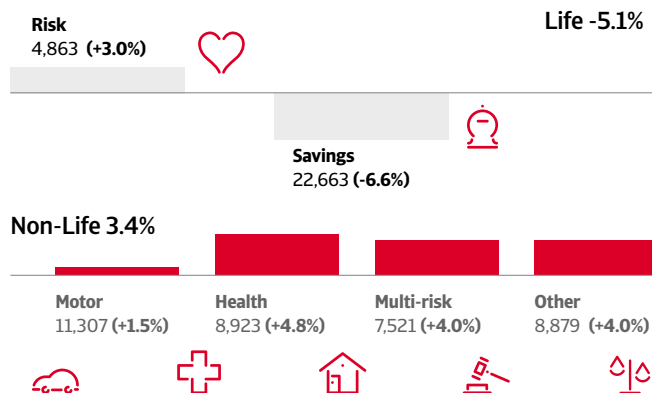 Risk
4,863 (+3.0%)
Life -5.1%
Savings
22,663 (-6.6%)
Non-Life 3.4%
Motor
11,307 (+1.5%)
Health
8,923 (+4.8%)
Multi-risk
7,521 (+4.0%)
Other
8,879 (+4.0%)